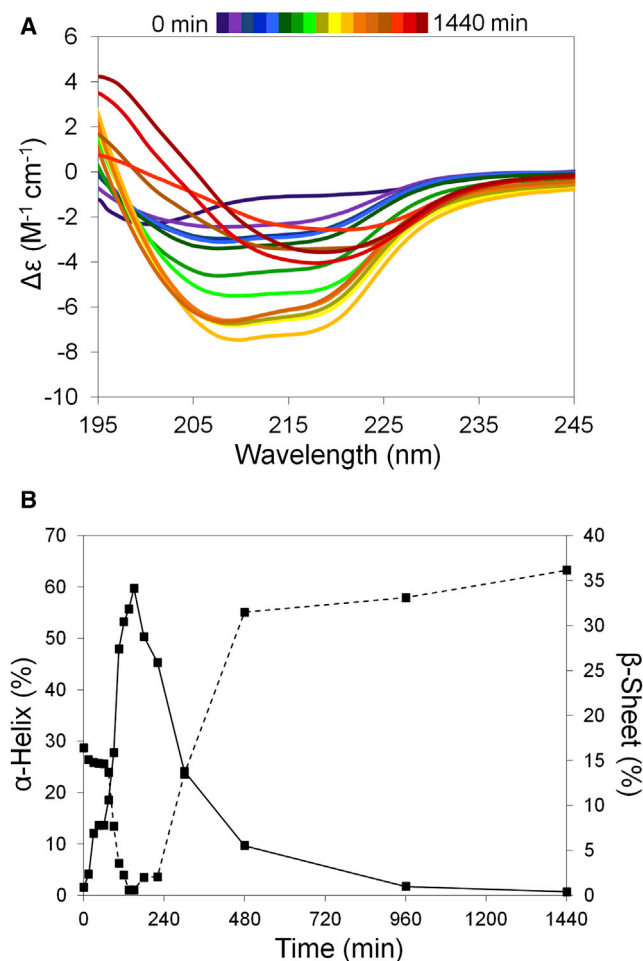 A
0 min
1440 min
6
4
2
0
-2
-4
-6
-8
-10
Δε (M⁻¹ cm⁻¹)
195 205 215 225 235 245
Wavelength (nm)
B
70
60
50
40
30
20
10
0
α-Helix (%)
40
35
30
25
20
15
10
5
0
β-Sheet (%)
0 240 480 720 960 1200 1440
Time (min)